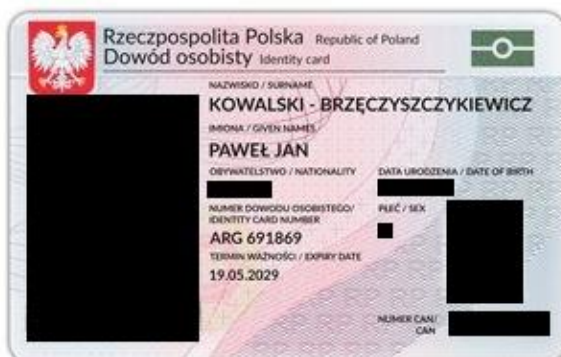 Rzeczpospolita Polska Republic of Poland
Dowód osobisty Identity card
NAZWISKO / SURNAME
KOWALSKI - BRZĘCZYSZCZYKIEWICZ
IMIONA / GIVEN NAMES
PAWEŁ JAN
OBYWATELSTWO / NATIONALITY DATA URODZENIA / DATE OF BIRTH
NUMER DOWODU OSOBISTEGO/ PŁEĆ / SEX
IDENTITY CARD NUMBER
ARG 691869
TERMIN WAŻNOŚCI / EXPIRY DATE
19.05.2029
NUMER CAN/
CAN